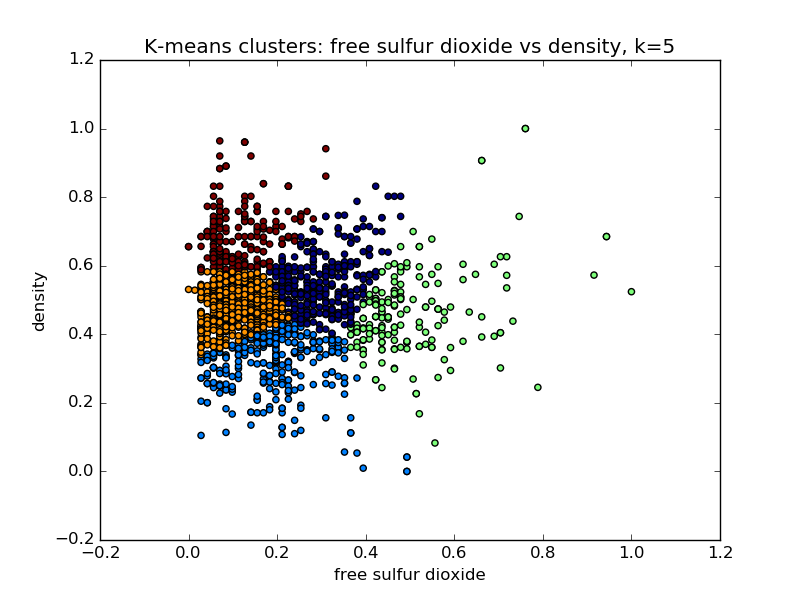 K-means clusters: free sulfur dioxide vs density, k=5
1.2
1.0
0.8
0.6
0.4
0.2
0.0
−0.2
density
−0.2 0.0 0.2 0.4 0.6 0.8 1.0 1.2
free sulfur dioxide